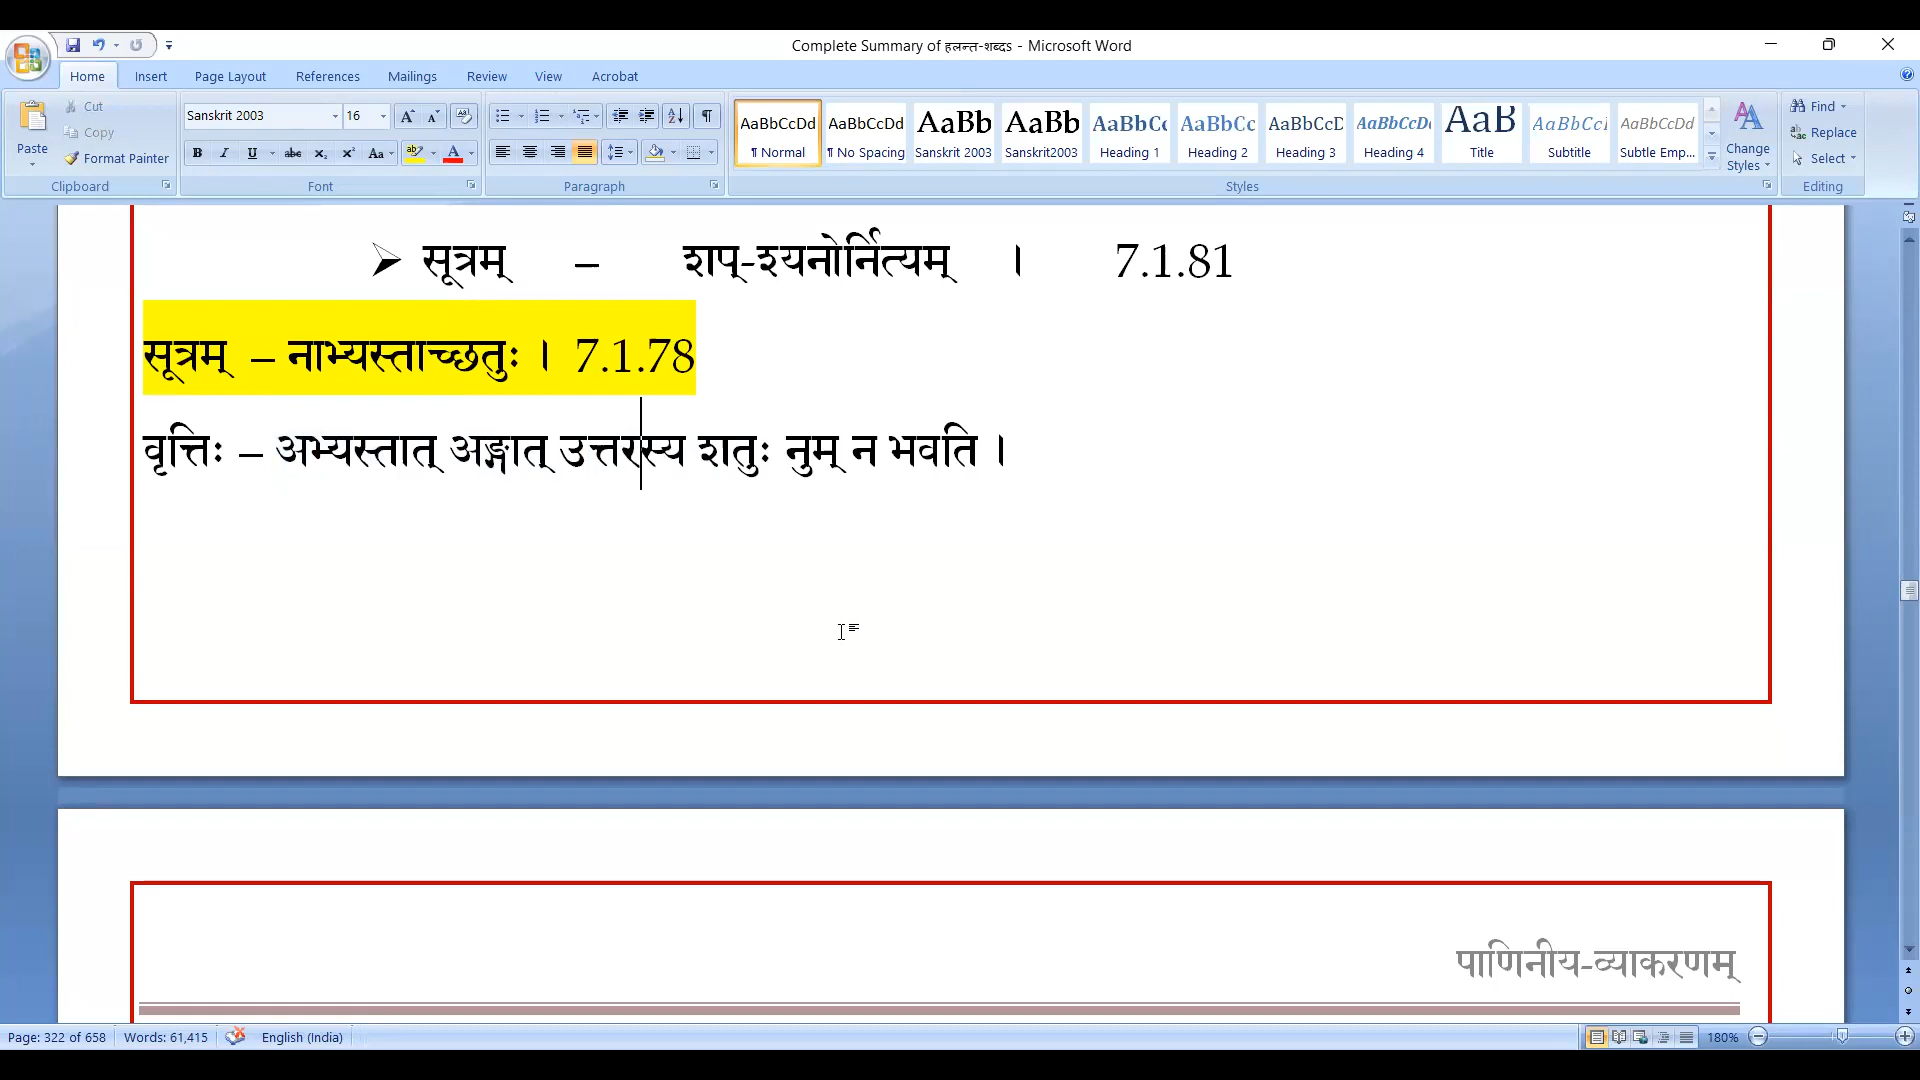 Complete Summary of हलन्त-शब्दs - Microsoft Word
Home Insert Page Layout References Mailings Review View Acrobat
Paste Cut Copy Format Painter Clipboard
Sanskrit 2003 16 Font
Paragraph
AaBbCcDd ¶ Normal
AaBbCcDd ¶ No Spacing
AaBb Sanskrit 2003
AaBb Sanskrit2003
AaBbCc Heading 1
AaBbCc Heading 2
AaBbCcD Heading 3
AaBbCcDd Heading 4
AaB Title
AaBbCcI Subtitle
AaBbCcDd Subtle Emp...
Change Styles
Styles
Find Replace Select Editing
सूत्रम् – शप्-श्यनोर्नित्यम् । 7.1.81
सूत्रम् – नाभ्यस्ताच्छतुः । 7.1.78
वृत्तिः – अभ्यस्तात् अङ्गात् उत्तरस्य शतुः नुम् न भवति ।
पाणिनीय-व्याकरणम्
Page: 322 of 658 Words: 61,415 English (India) 180%